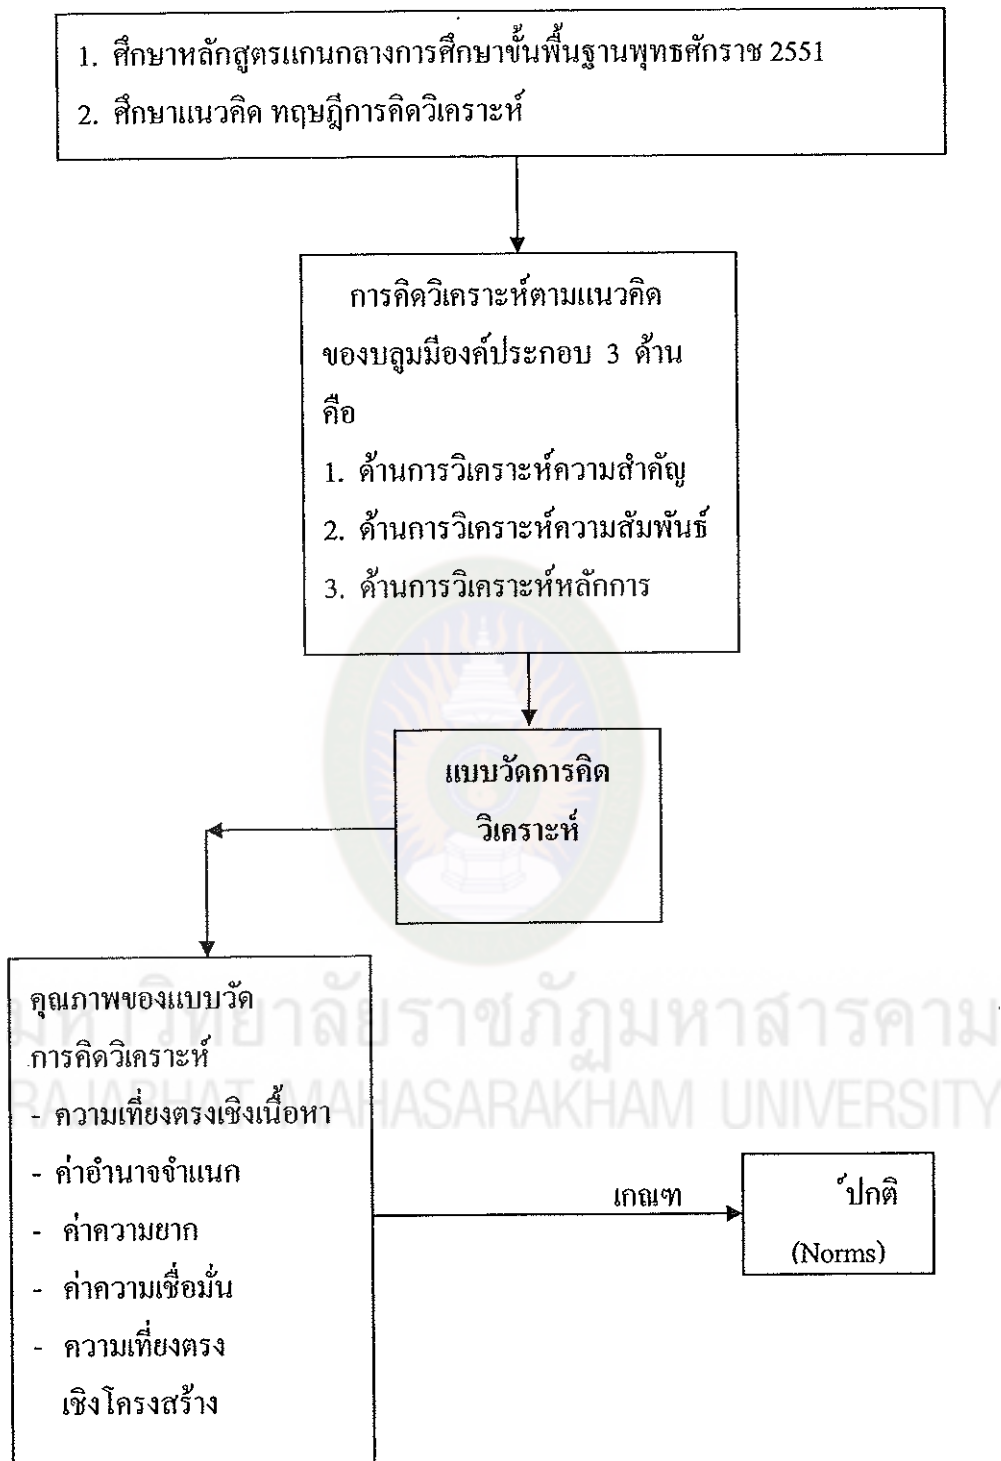 1. ศึกษาหลักสูตรแกนกลางการศึกษาขั้นพื้นฐานพุทธศักราช 2551
2. ศึกษาแนวคิด ทฤษฎีการคิดวิเคราะห์
การคิดวิเคราะห์ตามแนวคิด
ของบลูมมีองค์ประกอบ 3 ด้าน
คือ
1. ด้านการวิเคราะห์ความสำคัญ
2. ด้านการวิเคราะห์ความสัมพันธ์
3. ด้านการวิเคราะห์หลักการ
แบบวัดการคิด
วิเคราะห์
คุณภาพของแบบวัด
การคิดวิเคราะห์
- ความเที่ยงตรงเชิงเนื้อหา
- ค่าอำนาจจำแนก
- ค่าความยาก
- ค่าความเชื่อมั่น
- ความเที่ยงตรง
เชิงโครงสร้าง
เกณฑ
์ปกติ
(Norms)
มหาวิทยาลัยราชภัฏมหาสารคาม
RAJABHAT MAHASARAKHAM UNIVERSITY